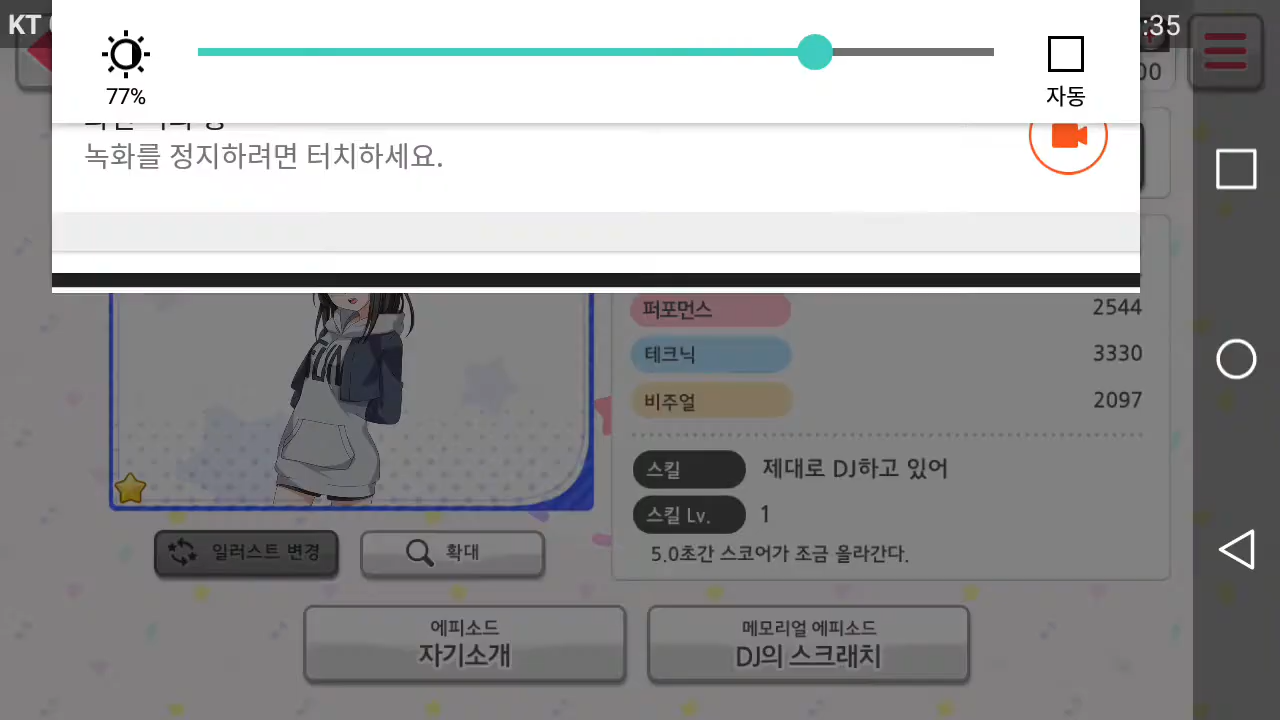 KT
:35
77%
자동
녹화를 정지하려면 터치하세요.
00
퍼포먼스 2544
테크닉 3330
비주얼 2097
스킬 제대로 DJ하고 있어
스킬 Lv. 1
5.0초간 스코어가 조금 올라간다.
일러스트 변경
확대
에피소드
자기소개
메모리얼 에피소드
DJ의 스크래치